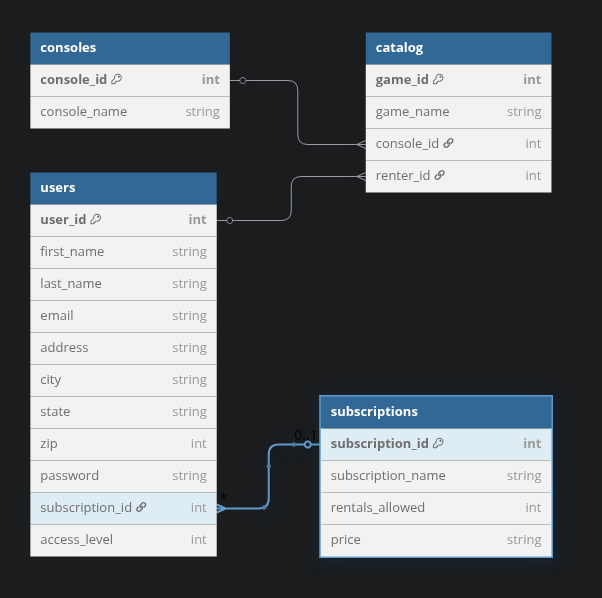 consoles
console_id int
console_name string
catalog
game_id int
game_name string
console_id int
renter_id int
users
user_id int
first_name string
last_name string
email string
address string
city string
state string
zip int
password string
subscription_id int
access_level int
*
0..1
subscriptions
subscription_id int
subscription_name string
rentals_allowed int
price string